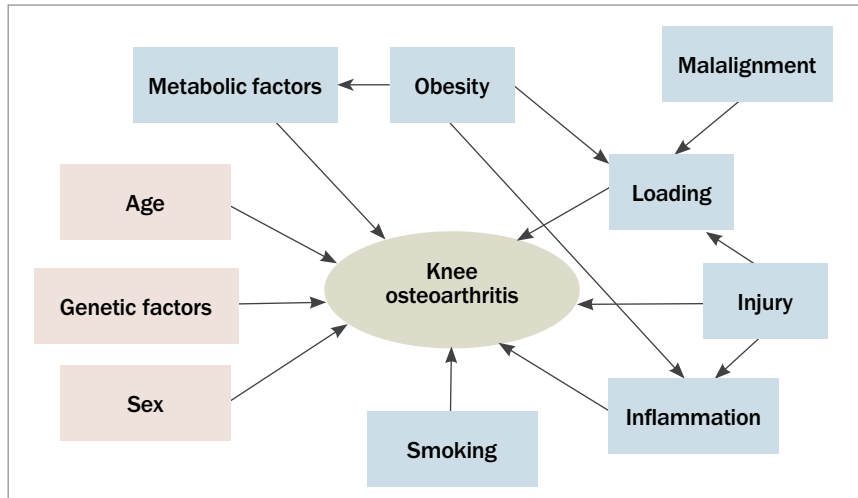 Malalignment
Metabolic factors
Obesity
Loading
Age
Knee
osteoarthritis
Genetic factors
Injury
Sex
Inflammation
Smoking